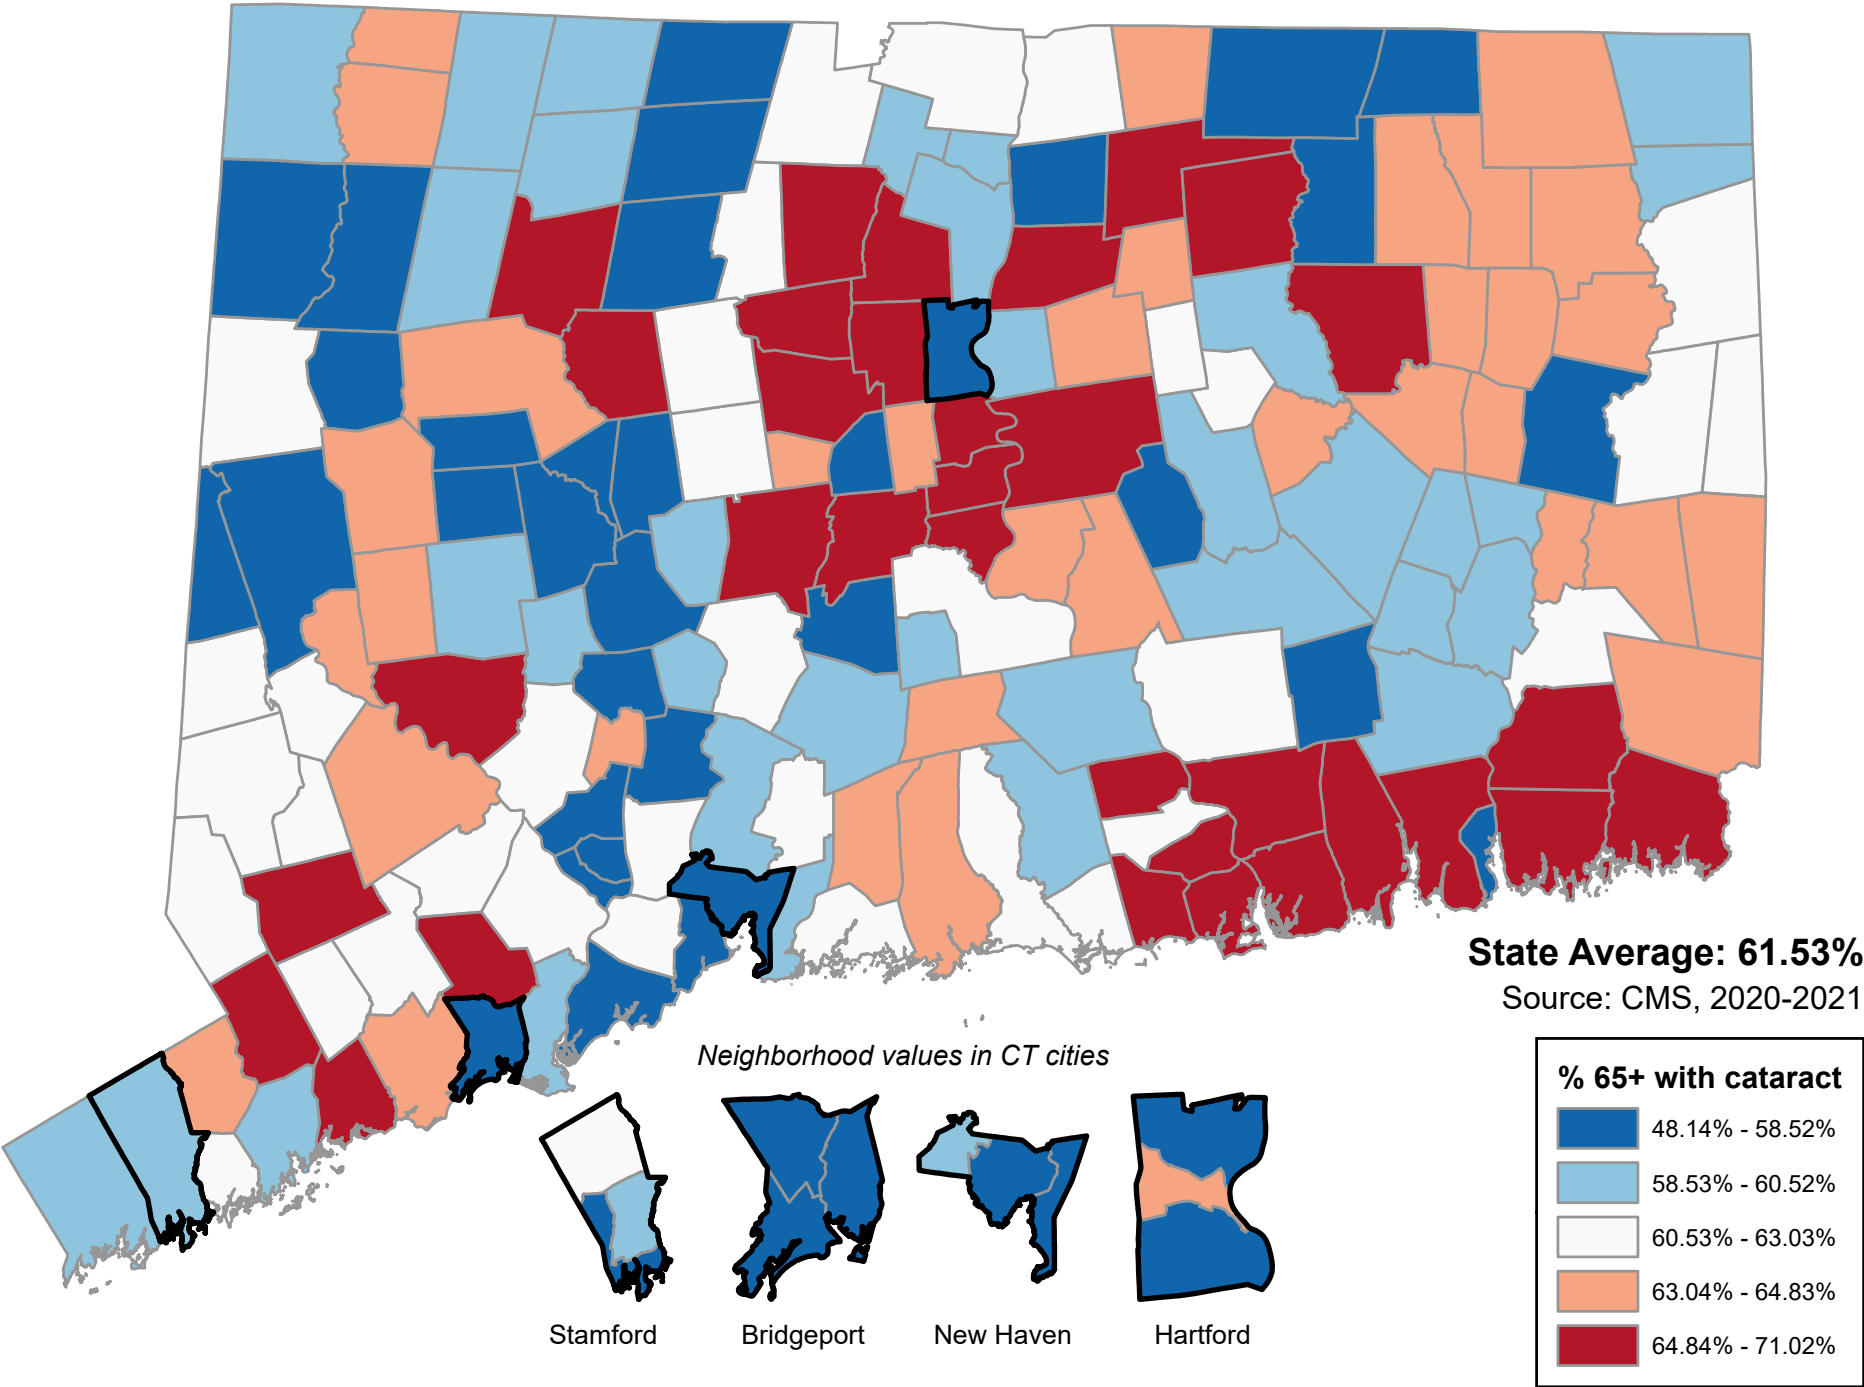 State Average: 61.53%
Source: CMS, 2020-2021
Neighborhood values in CT cities
% 65+ with cataract
48.14% - 58.52%
58.53% - 60.52%
60.53% - 63.03%
63.04% - 64.83%
64.84% - 71.02%
Stamford
Bridgeport
New Haven
Hartford